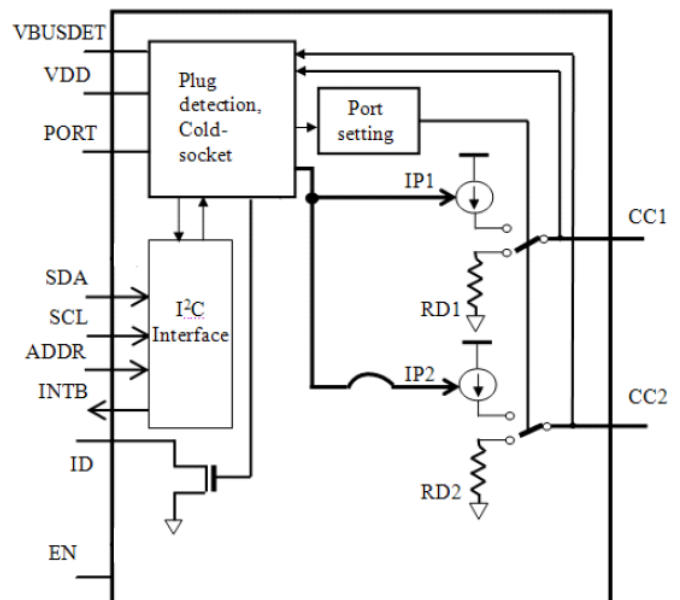 VBUSDET
VDD
PORT
Plug
detection,
Cold-
socket
Port
setting
IP1
CC1
RD1
SDA
SCL
ADDR
INTB
I²C
Interface
IP2
CC2
RD2
ID
EN